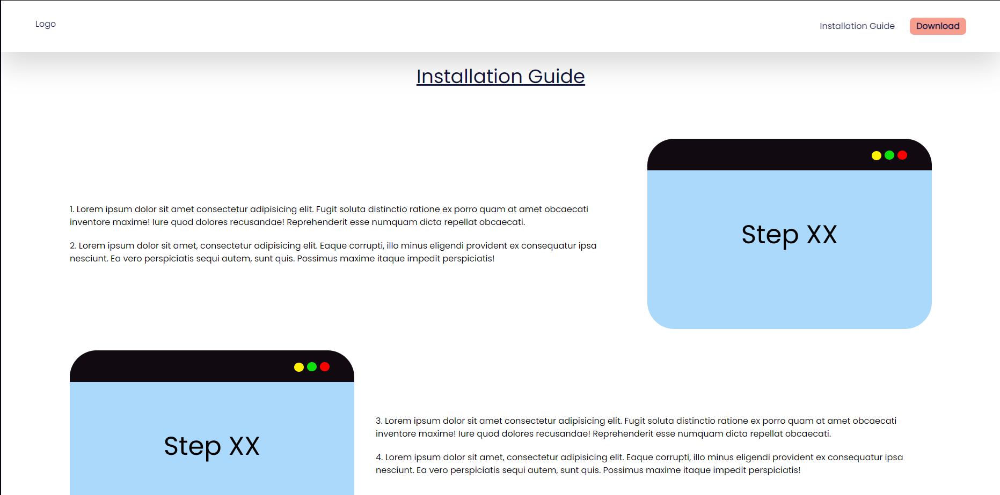 Logo
Installation Guide
Download
Installation Guide
1. Lorem ipsum dolor sit amet consectetur adipisicing elit. Fugit soluta distinctio ratione ex porro quam at amet obcaecati
inventore maxime! Iure quod dolores recusandae! Reprehenderit esse numquam dicta repellat obcaecati.
2. Lorem ipsum dolor sit amet, consectetur adipisicing elit. Eaque corrupti, illo minus eligendi provident ex consequatur ipsa
nesciunt. Ea vero perspiciatis sequi autem, sunt quis. Possimus maxime itaque impedit perspiciatis!
Step XX
Step XX
3. Lorem ipsum dolor sit amet consectetur adipisicing elit. Fugit soluta distinctio ratione ex porro quam at amet obcaecati
inventore maxime! Iure quod dolores recusandae! Reprehenderit esse numquam dicta repellat obcaecati.
4. Lorem ipsum dolor sit amet, consectetur adipisicing elit. Eaque corrupti, illo minus eligendi provident ex consequatur ipsa
nesciunt. Ea vero perspiciatis sequi autem, sunt quis. Possimus maxime itaque impedit perspiciatis!